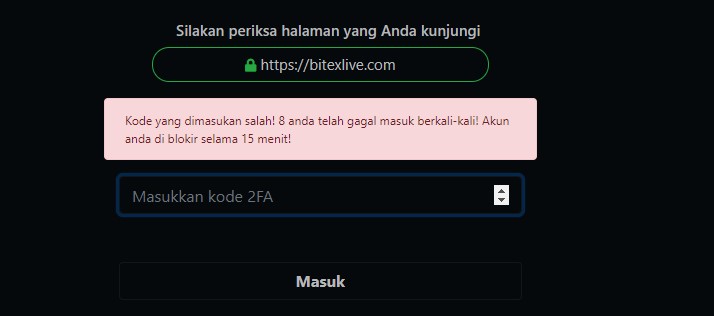 Silakan periksa halaman yang Anda kunjungi
https://bitexlive.com
Kode yang dimasukan salah! 8 anda telah gagal masuk berkali-kali! Akun
anda di blokir selama 15 menit!
Masukkan kode 2FA
Masuk